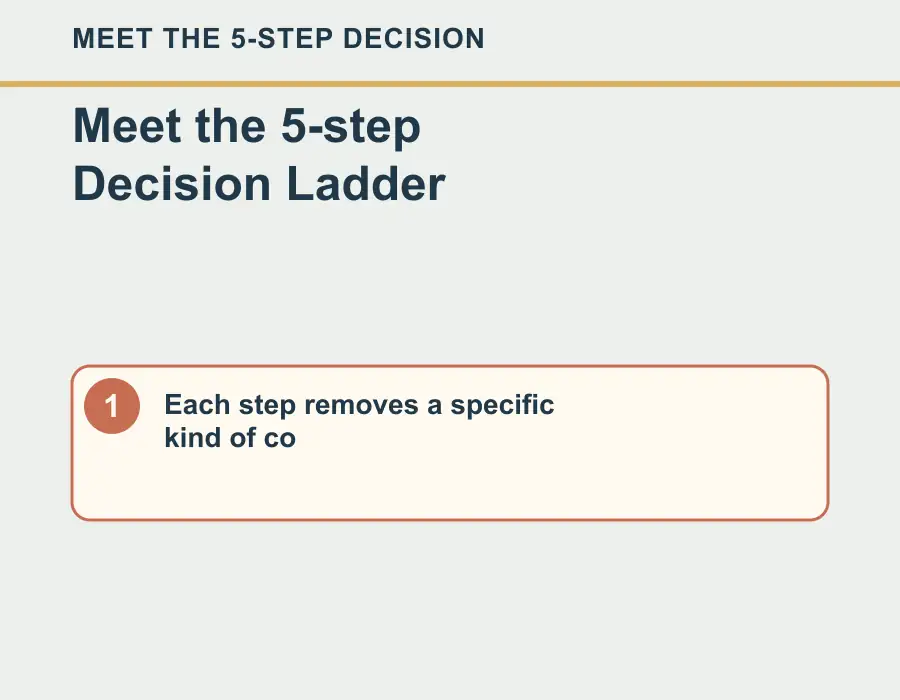 MEET THE 5-STEP DECISION
Meet the 5-step
Decision Ladder
1
Each step removes a specific
kind of co